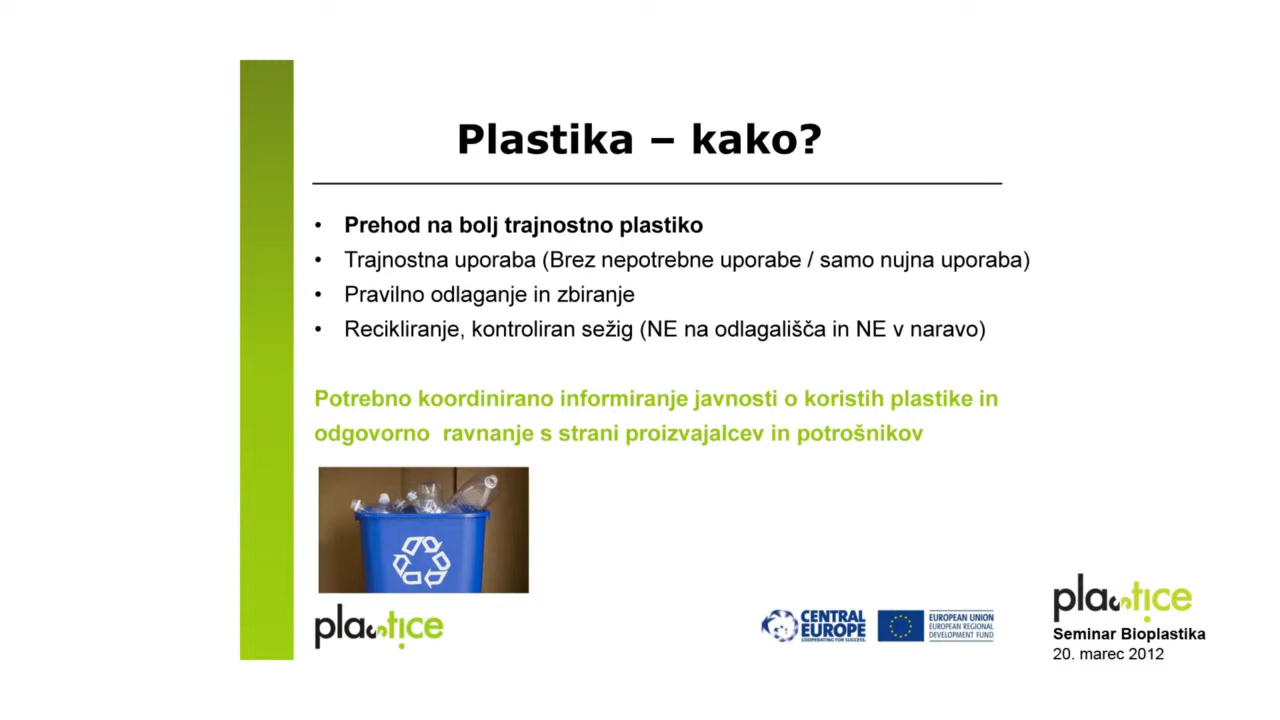 Plastika – kako?
• Prehod na bolj trajnostno plastiko
• Trajnostna uporaba (Brez nepotrebne uporabe / samo nujna uporaba)
• Pravilno odlaganje in zbiranje
• Recikliranje, kontroliran sežig (NE na odlagališča in NE v naravo)
Potrebno koordinirano informiranje javnosti o koristih plastike in
odgovorno ravnanje s strani proizvajalcev in potrošnikov
plastice
CENTRAL
EUROPE
COOPERATING FOR SUCCESS.
EUROPEAN UNION
EUROPEAN REGIONAL
DEVELOPMENT FUND
plastice
Seminar Bioplastika
20. marec 2012